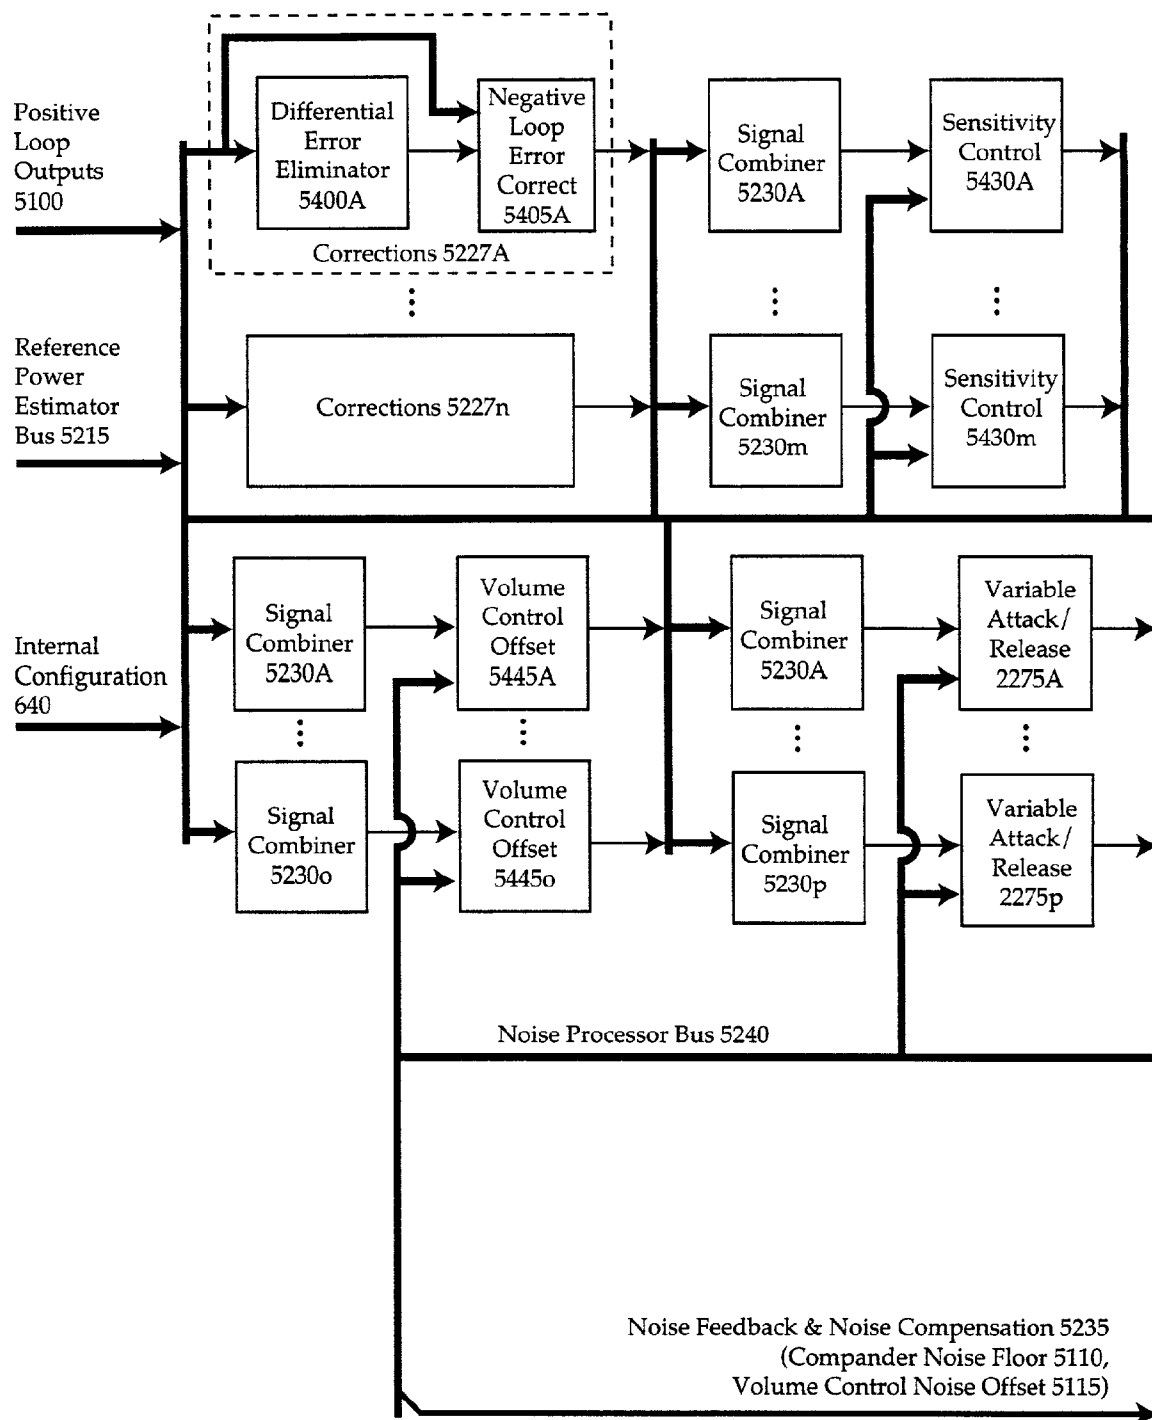 Positive
Loop
Outputs
5100
Differential
Error
Eliminator
5400A
Negative
Loop
Error
Correct
5405A
Corrections 5227A
Signal
Combiner
5230A
Sensitivity
Control
5430A
Reference
Power
Estimator
Bus 5215
Corrections 5227n
Signal
Combiner
5230m
Sensitivity
Control
5430m
Internal
Configuration
640
Signal
Combiner
5230A
Volume
Control
Offset
5445A
Signal
Combiner
5230A
Variable
Attack/
Release
2275A
Signal
Combiner
5230o
Volume
Control
Offset
5445o
Signal
Combiner
5230p
Variable
Attack/
Release
2275p
Noise Processor Bus 5240
Noise Feedback & Noise Compensation 5235
(Compander Noise Floor 5110,
Volume Control Noise Offset 5115)